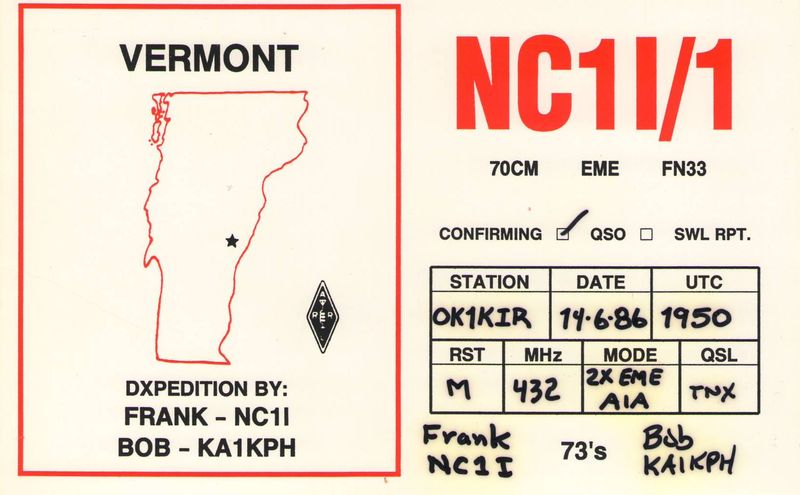 VERMONT
DXPEDITION BY:
FRANK – NC1I
BOB – KA1KPH
A
R R
E
L
NC1I/1
70CM EME FN33
CONFIRMING QSO SWL RPT.
STATION DATE UTC
OK1KIR 14·6·86 1950
RST MHz MODE QSL
M 432 2X EME A1A TNX
Frank NC1I 73's Bob KA1KPH